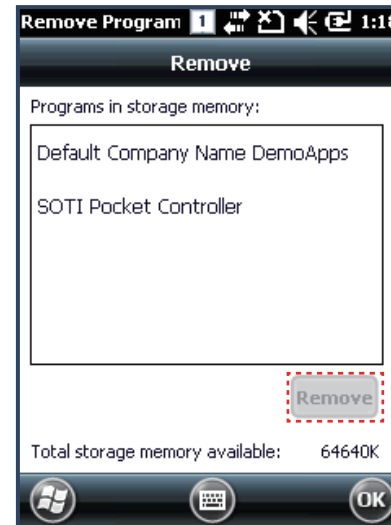 Remove Program 1 1:18
Remove
Programs in storage memory:
Default Company Name DemoApps
SOTI Pocket Controller
Remove
Total storage memory available: 64640K
OK